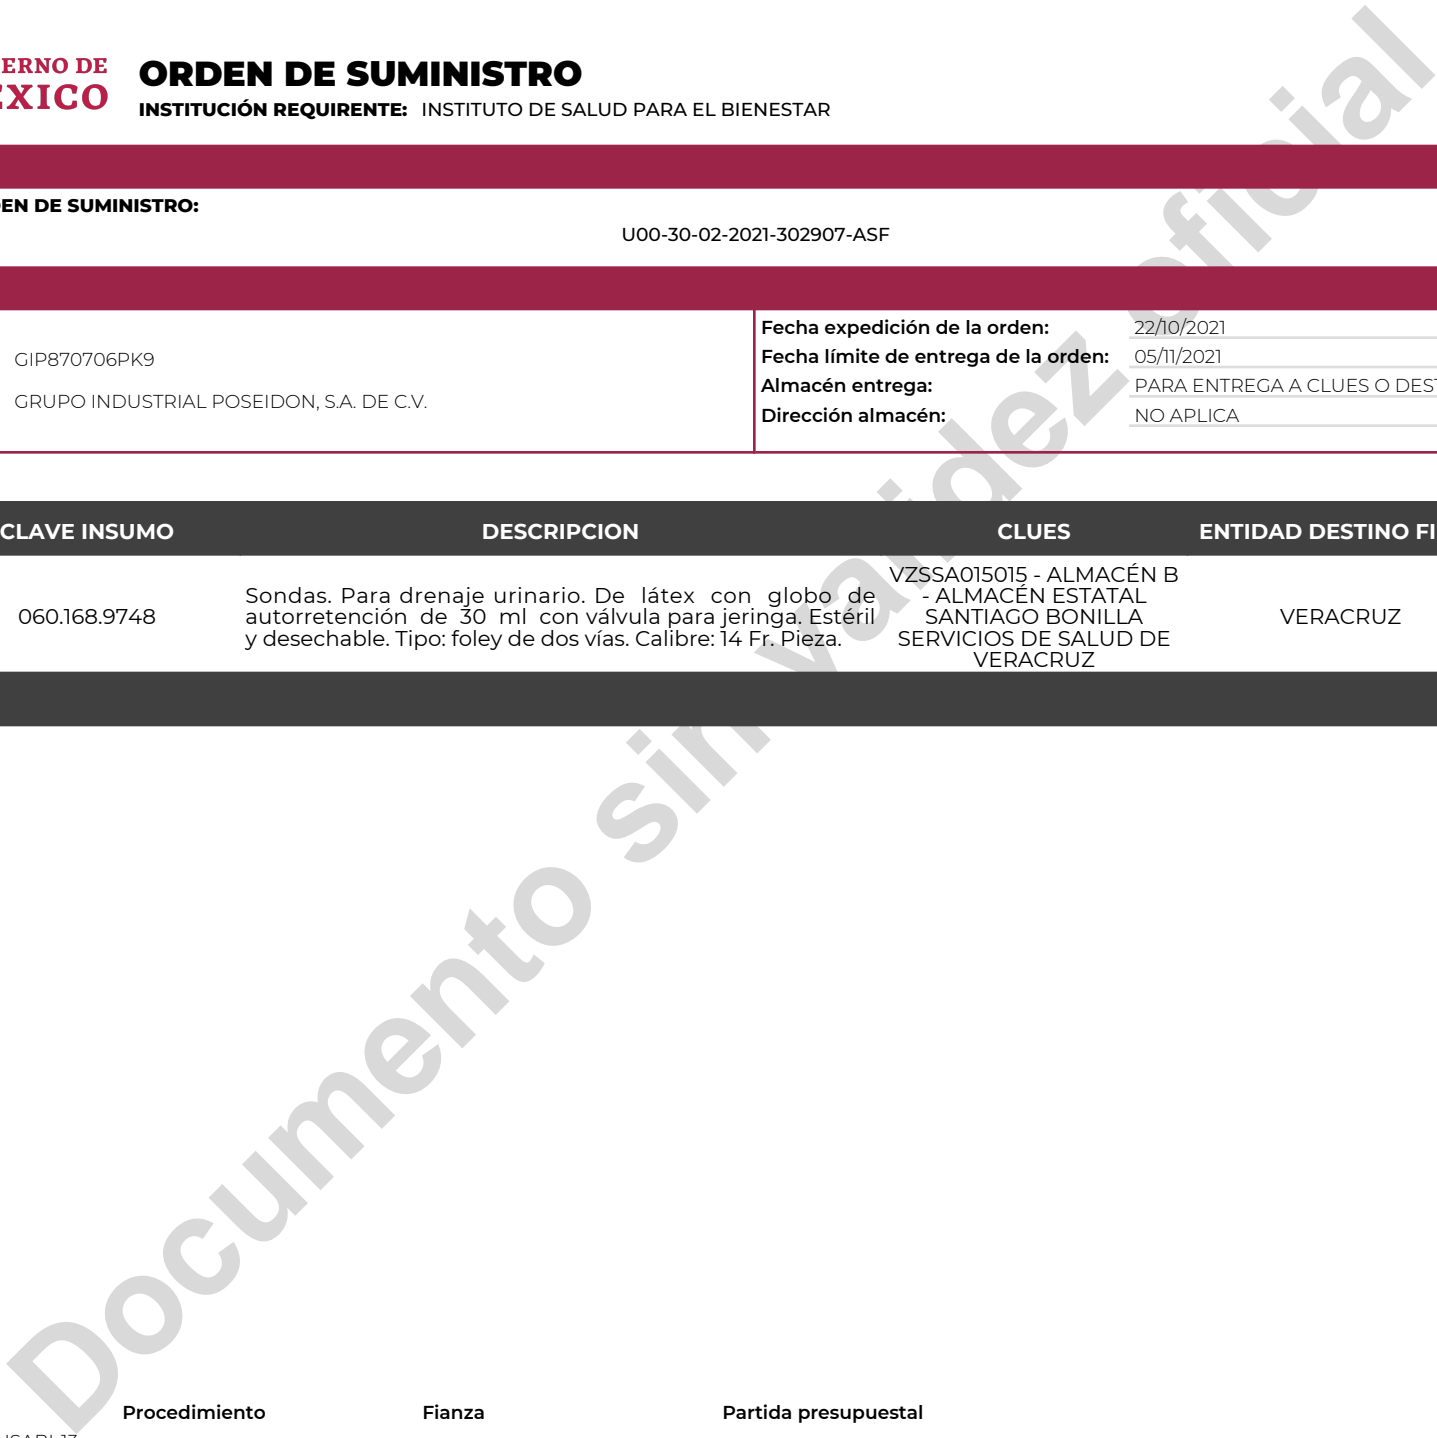 ERNO DE
ÉXICO
ORDEN DE SUMINISTRO
INSTITUCIÓN REQUIRENTE: INSTITUTO DE SALUD PARA EL BIENESTAR
EN DE SUMINISTRO:
U00-30-02-2021-302907-ASF
GIP870706PK9
GRUPO INDUSTRIAL POSEIDON, S.A. DE C.V.
Fecha expedición de la orden: 22/10/2021
Fecha límite de entrega de la orden: 05/11/2021
Almacén entrega: PARA ENTREGA A CLUES O DEST
Dirección almacén: NO APLICA
CLAVE INSUMO DESCRIPCION CLUES ENTIDAD DESTINO FI
060.168.9748
Sondas. Para drenaje urinario. De látex con globo de
autorretención de 30 ml con válvula para jeringa. Estéril
y desechable. Tipo: foley de dos vías. Calibre: 14 Fr. Pieza.
VZSSA015015 - ALMACÉN B
- ALMACÉN ESTATAL
SANTIAGO BONILLA
SERVICIOS DE SALUD DE
VERACRUZ
VERACRUZ
Documento sin validez oficial
Procedimiento Fianza Partida presupuestal